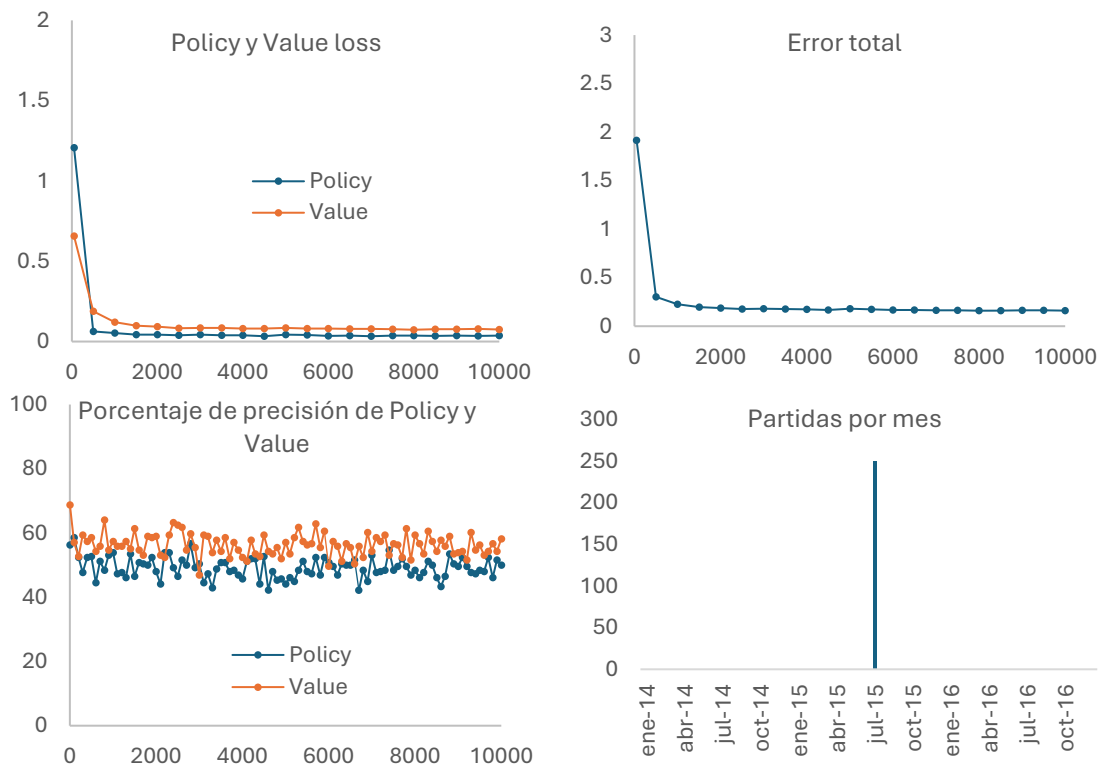 Policy y Value loss
2
1.5
1
0.5
0
Policy
Value
0 2000 4000 6000 8000 10000
Error total
3
2.5
2
1.5
1
0.5
0
0 2000 4000 6000 8000 10000
Porcentaje de precisión de Policy y
Value
100
80
60
40
20
0
Policy
Value
0 2000 4000 6000 8000 10000
Partidas por mes
300
250
200
150
100
50
0
ene-14
abr-14
jul-14
oct-14
ene-15
abr-15
jul-15
oct-15
ene-16
abr-16
jul-16
oct-16